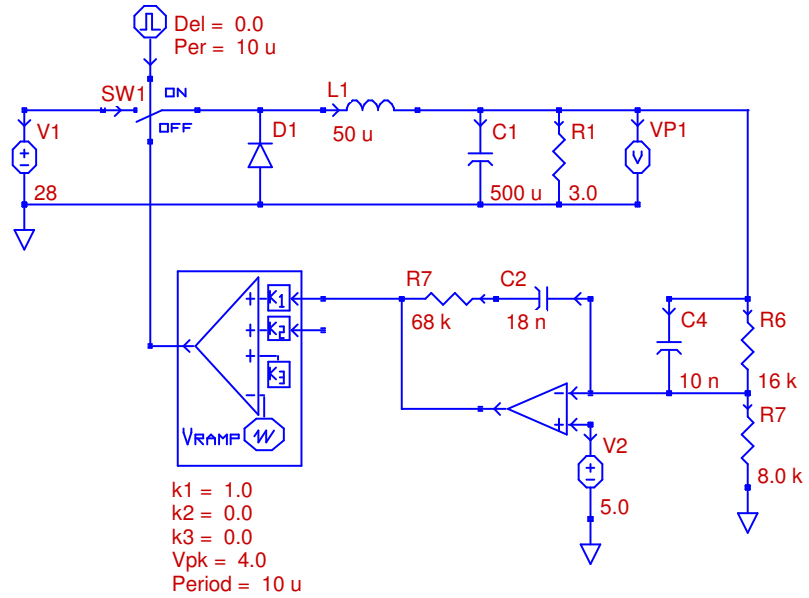 Del = 0.0
Per = 10 u
SW1
ON
OFF
V1
28
D1
L1
50 u
C1
500 u
R1
3.0
VP1
V
K1
K2
K3
VRAMP
R7
68 k
C2
18 n
C4
10 n
R6
16 k
R7
8.0 k
V2
5.0
k1 = 1.0
k2 = 0.0
k3 = 0.0
Vpk = 4.0
Period = 10 u